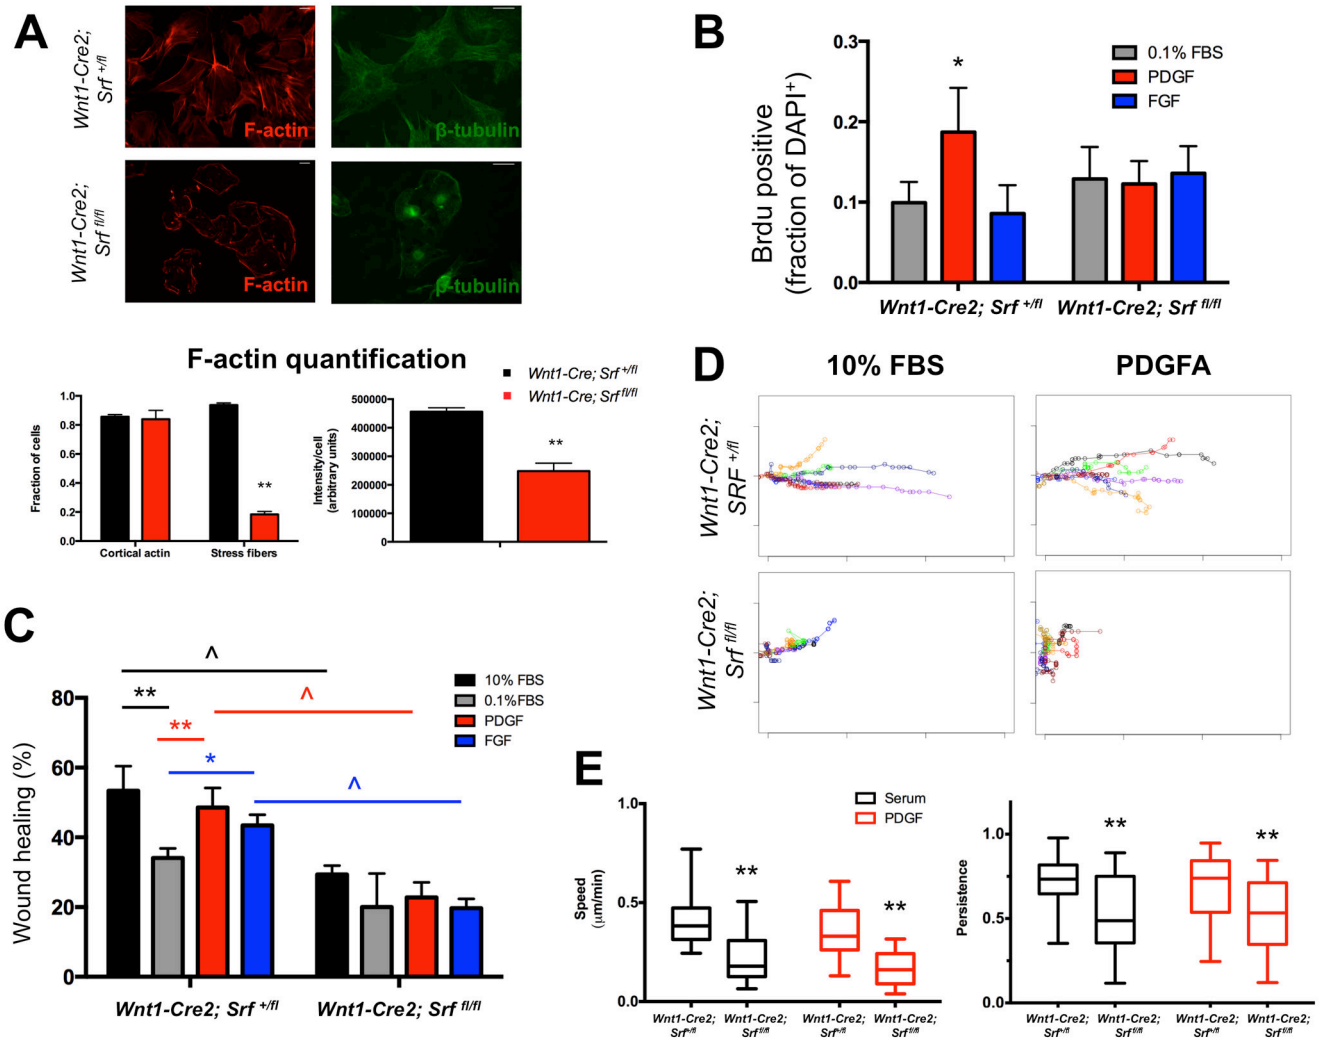 A
Wnt1-Cre2;
Srf +/fl
F-actin
β-tubulin
Wnt1-Cre2;
Srf fl/fl
F-actin
β-tubulin
F-actin quantification
Wnt1-Cre; Srf +/fl
Wnt1-Cre; Srf fl/fl
Fraction of cells
1.0
0.8
0.6
0.4
0.2
0.0
**
Cortical actin
Stress fibers
Intensity/cell
(arbitrary units)
500000
400000
300000
200000
100000
0
**
B
Brdu positive
(fraction of DAPI+)
0.3
0.2
0.1
0.0
*
0.1% FBS
PDGF
FGF
Wnt1-Cre2; Srf +/fl
Wnt1-Cre2; Srf fl/fl
C
Wound healing (%)
80
60
40
20
0
^
**
**
^
*
^
10% FBS
0.1%FBS
PDGF
FGF
Wnt1-Cre2; Srf +/fl
Wnt1-Cre2; Srf fl/fl
D
10% FBS
PDGFA
Wnt1-Cre2;
SRF +/fl
Wnt1-Cre2;
Srf fl/fl
E
Speed
(µm/min)
1.0
0.5
0.0
Serum
PDGF
**
**
Wnt1-Cre2;
Srf+/fl
Wnt1-Cre2;
Srffl/fl
Wnt1-Cre2;
Srf+/fl
Wnt1-Cre2;
Srffl/fl
Persistence
1.0
0.5
0.0
**
**
Wnt1-Cre2;
Srf+/fl
Wnt1-Cre2;
Srffl/fl
Wnt1-Cre2;
Srf+/fl
Wnt1-Cre2;
Srffl/fl